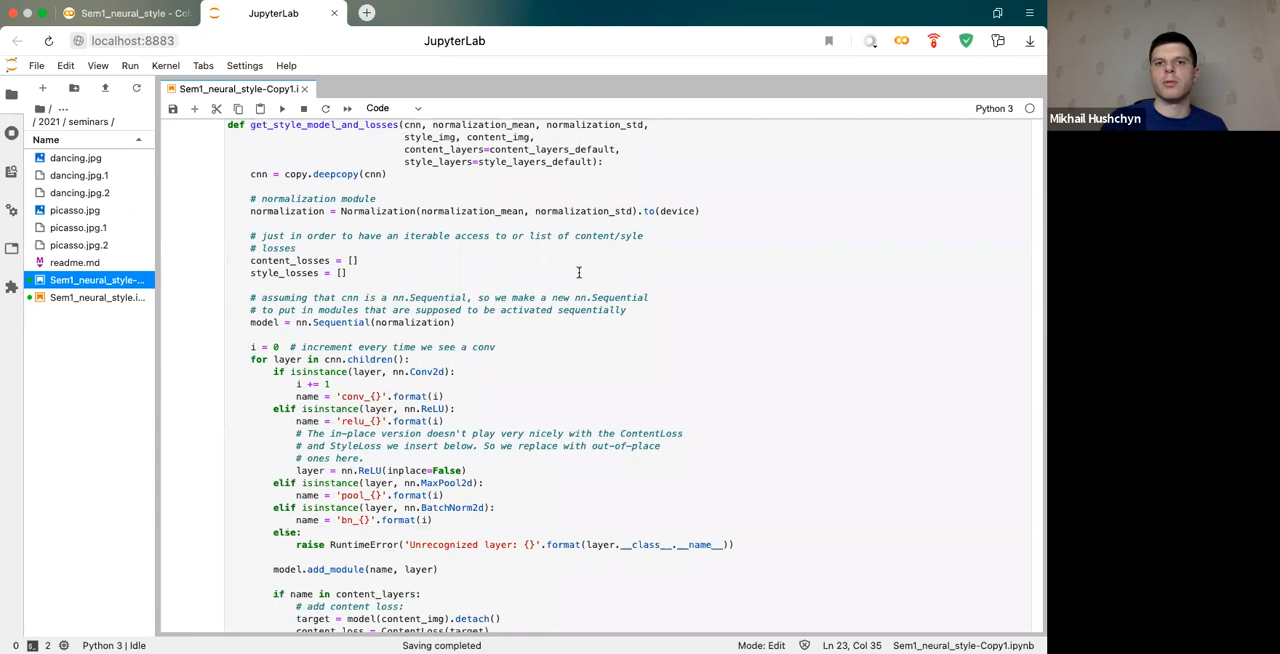 Sem1_neural_style - Col
JupyterLab
localhost:8883
JupyterLab
File Edit View Run Kernel Tabs Settings Help
Sem1_neural_style-Copy1.i
Code
Python 3
/ ...
/ 2021 / seminars /
Name
dancing.jpg
dancing.jpg.1
dancing.jpg.2
picasso.jpg
picasso.jpg.1
picasso.jpg.2
readme.md
Sem1_neural_style-...
Sem1_neural_style.i...
def get_style_model_and_losses(cnn, normalization_mean, normalization_std,
style_img, content_img,
content_layers=content_layers_default,
style_layers=style_layers_default):
cnn = copy.deepcopy(cnn)
# normalization module
normalization = Normalization(normalization_mean, normalization_std).to(device)
# just in order to have an iterable access to or list of content/syle
# losses
content_losses = []
style_losses = []
# assuming that cnn is a nn.Sequential, so we make a new nn.Sequential
# to put in modules that are supposed to be activated sequentially
model = nn.Sequential(normalization)
i = 0  # increment every time we see a conv
for layer in cnn.children():
if isinstance(layer, nn.Conv2d):
i += 1
name = 'conv_{}'.format(i)
elif isinstance(layer, nn.ReLU):
name = 'relu_{}'.format(i)
# The in-place version doesn't play very nicely with the ContentLoss
# and StyleLoss we insert below. So we replace with out-of-place
# ones here.
layer = nn.ReLU(inplace=False)
elif isinstance(layer, nn.MaxPool2d):
name = 'pool_{}'.format(i)
elif isinstance(layer, nn.BatchNorm2d):
name = 'bn_{}'.format(i)
else:
raise RuntimeError('Unrecognized layer: {}'.format(layer.__class__.__name__))
model.add_module(name, layer)
if name in content_layers:
# add content loss:
target = model(content_img).detach()
content_loss = ContentLoss(target)
0 2 Python 3 | Idle
Saving completed
Mode: Edit
Ln 23, Col 35
Sem1_neural_style-Copy1.ipynb
Mikhail Hushchyn